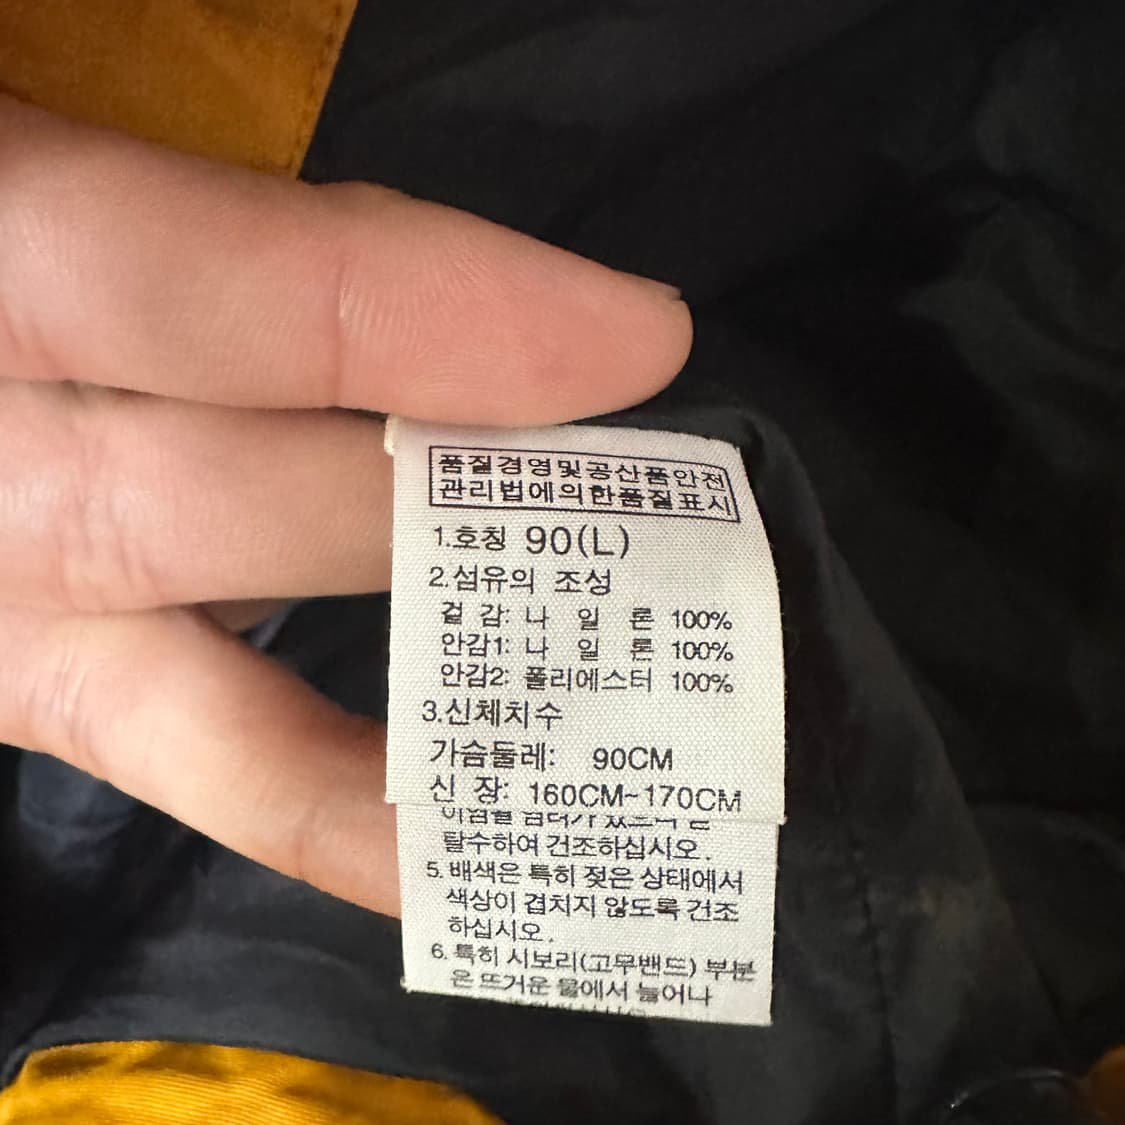 품질경영및공산품안전
관리법에의한품질표시
1.호칭 90(L)
2.섬유의 조성
겉 감: 나 일 론 100%
안감1: 나 일 론 100%
안감2: 폴리에스터 100%
3.신체치수
가슴둘레: 90CM
신 장: 160CM~170CM
탈수하여 건조하십시오.
5. 배색은 특히 젖은 상태에서
색상이 겹치지 않도록 건조
하십시오.
6. 특히 시보리(고무밴드) 부분
은 뜨거운 물에서 늘어나